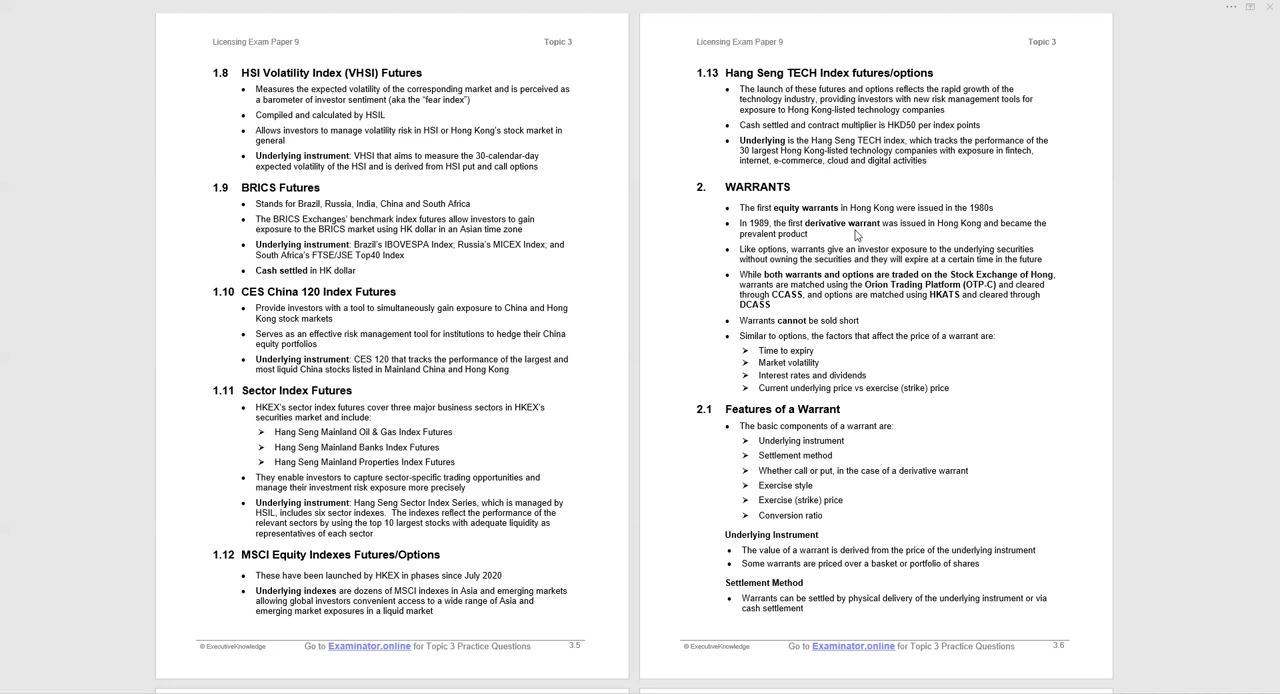 Licensing Exam Paper 9 Topic 3
1.8 HSI Volatility Index (VHSI) Futures
• Measures the expected volatility of the corresponding market and is perceived as
a barometer of investor sentiment (aka the "fear index")
• Compiled and calculated by HSIL
• Allows investors to manage volatility risk in HSI or Hong Kong's stock market in
general
• Underlying instrument: VHSI that aims to measure the 30-calendar-day
expected volatility of the HSI and is derived from HSI put and call options
1.9 BRICS Futures
• Stands for Brazil, Russia, India, China and South Africa
• The BRICS Exchanges' benchmark index futures allow investors to gain
exposure to the BRICS market using HK dollar in an Asian time zone
• Underlying instrument: Brazil's IBOVESPA Index; Russia's MICEX Index; and
South Africa's FTSE/JSE Top40 Index
• Cash settled in HK dollar
1.10 CES China 120 Index Futures
• Provide investors with a tool to simultaneously gain exposure to China and Hong
Kong stock markets
• Serves as an effective risk management tool for institutions to hedge their China
equity portfolios
• Underlying instrument: CES 120 that tracks the performance of the largest and
most liquid China stocks listed in Mainland China and Hong Kong
1.11 Sector Index Futures
• HKEX's sector index futures cover three major business sectors in HKEX's
securities market and include:
➢ Hang Seng Mainland Oil & Gas Index Futures
➢ Hang Seng Mainland Banks Index Futures
➢ Hang Seng Mainland Properties Index Futures
• They enable investors to capture sector-specific trading opportunities and
manage their investment risk exposure more precisely
• Underlying instrument: Hang Seng Sector Index Series, which is managed by
HSIL, includes six sector indexes. The indexes reflect the performance of the
relevant sectors by using the top 10 largest stocks with adequate liquidity as
representatives of each sector
1.12 MSCI Equity Indexes Futures/Options
• These have been launched by HKEX in phases since July 2020
• Underlying indexes are dozens of MSCI indexes in Asia and emerging markets
allowing global investors convenient access to a wide range of Asia and
emerging market exposures in a liquid market
© ExecutiveKnowledge Go to Examinator.online for Topic 3 Practice Questions 3.5
Licensing Exam Paper 9 Topic 3
1.13 Hang Seng TECH Index futures/options
• The launch of these futures and options reflects the rapid growth of the
technology industry, providing investors with new risk management tools for
exposure to Hong Kong-listed technology companies
• Cash settled and contract multiplier is HKD50 per index points
• Underlying is the Hang Seng TECH index, which tracks the performance of the
30 largest Hong Kong-listed technology companies with exposure in fintech,
internet, e-commerce, cloud and digital activities
2. WARRANTS
• The first equity warrants in Hong Kong were issued in the 1980s
• In 1989, the first derivative warrant was issued in Hong Kong and became the
prevalent product
• Like options, warrants give an investor exposure to the underlying securities
without owning the securities and they will expire at a certain time in the future
• While both warrants and options are traded on the Stock Exchange of Hong,
warrants are matched using the Orion Trading Platform (OTP-C) and cleared
through CCASS, and options are matched using HKATS and cleared through
DCASS
• Warrants cannot be sold short
• Similar to options, the factors that affect the price of a warrant are:
➢ Time to expiry
➢ Market volatility
➢ Interest rates and dividends
➢ Current underlying price vs exercise (strike) price
2.1 Features of a Warrant
• The basic components of a warrant are:
➢ Underlying instrument
➢ Settlement method
➢ Whether call or put, in the case of a derivative warrant
➢ Exercise style
➢ Exercise (strike) price
➢ Conversion ratio
Underlying Instrument
• The value of a warrant is derived from the price of the underlying instrument
• Some warrants are priced over a basket or portfolio of shares
Settlement Method
• Warrants can be settled by physical delivery of the underlying instrument or via
cash settlement
© ExecutiveKnowledge Go to Examinator.online for Topic 3 Practice Questions 3.6